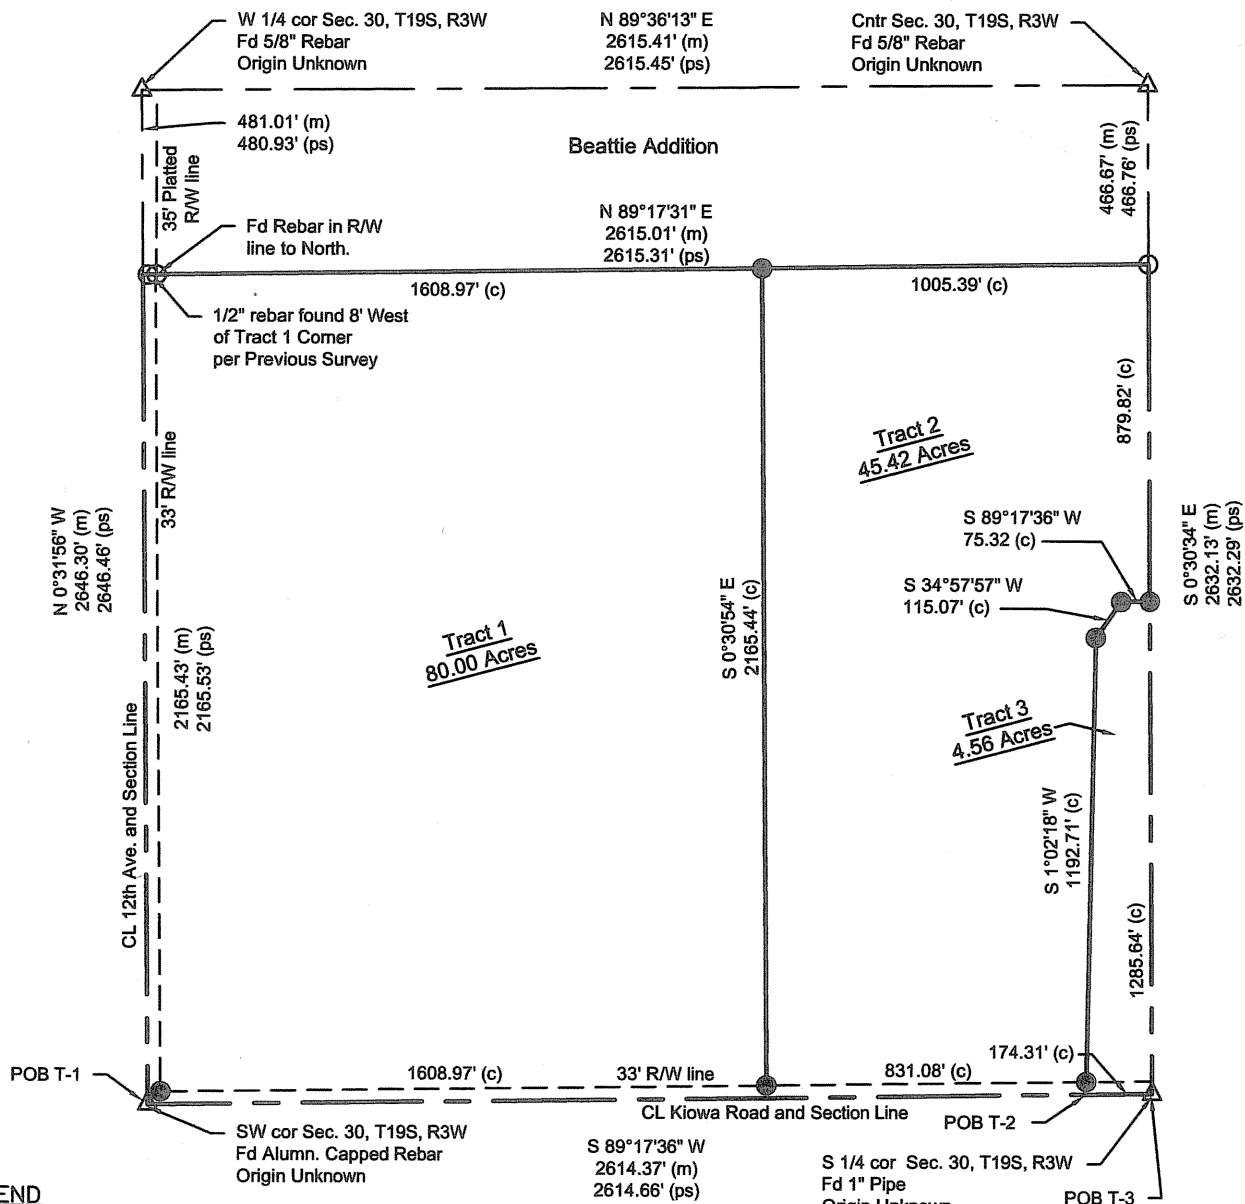 W 1/4 cor Sec. 30, T19S, R3W
Fd 5/8" Rebar
Origin Unknown
N 89°36'13" E
2615.41' (m)
2615.45' (ps)
Cntr Sec. 30, T19S, R3W
Fd 5/8" Rebar
Origin Unknown
481.01' (m)
480.93' (ps)
Beattie Addition
466.67' (m)
466.76' (ps)
35' Platted
R/W line
Fd Rebar in R/W
line to North.
N 89°17'31" E
2615.01' (m)
2615.31' (ps)
1608.97' (c)
1005.39' (c)
1/2" rebar found 8' West
of Tract 1 Corner
per Previous Survey
879.82' (c)
Tract 2
45.42 Acres
33' R/W line
N 0°31'56" W
2646.30' (m)
2646.46' (ps)
S 89°17'36" W
75.32 (c)
S 0°30'34" E
2632.13' (m)
2632.29' (ps)
S 34°57'57" W
115.07' (c)
S 0°30'54" E
2165.44' (c)
Tract 1
80.00 Acres
2165.43' (m)
2165.53' (ps)
Tract 3
4.56 Acres
CL 12th Ave. and Section Line
S 1°02'18" W
1192.71' (c)
1285.64' (c)
174.31' (c)
POB T-1
1608.97' (c)
33' R/W line
831.08' (c)
CL Kiowa Road and Section Line
POB T-2
SW cor Sec. 30, T19S, R3W
Fd Alumn. Capped Rebar
Origin Unknown
S 89°17'36" W
2614.37' (m)
2614.66' (ps)
S 1/4 cor Sec. 30, T19S, R3W
Fd 1" Pipe
Origin Unknown
POB T-3
END